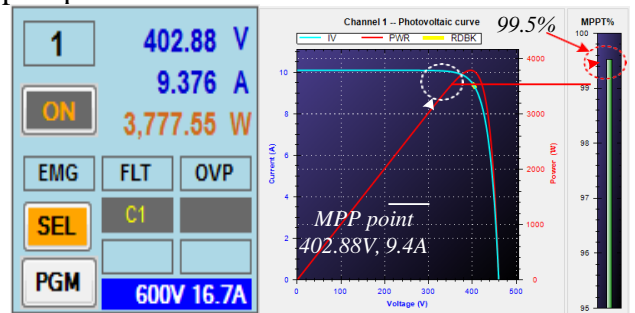 1
402.88 V
9.376 A
ON
3,777.55 W
EMG FLT OVP
SEL C1
PGM
600V 16.7A
Channel 1 -- Photovoltaic curve
IV PWR RDBK
99.5%
MPPT%
10
8
6
4
2
0
Current (A)
4000
3000
2000
1000
0
Power (W)
MPP point
402.88V, 9.4A
0 100 200 300 400 500
Voltage (V)
100
99
98
97
96
95